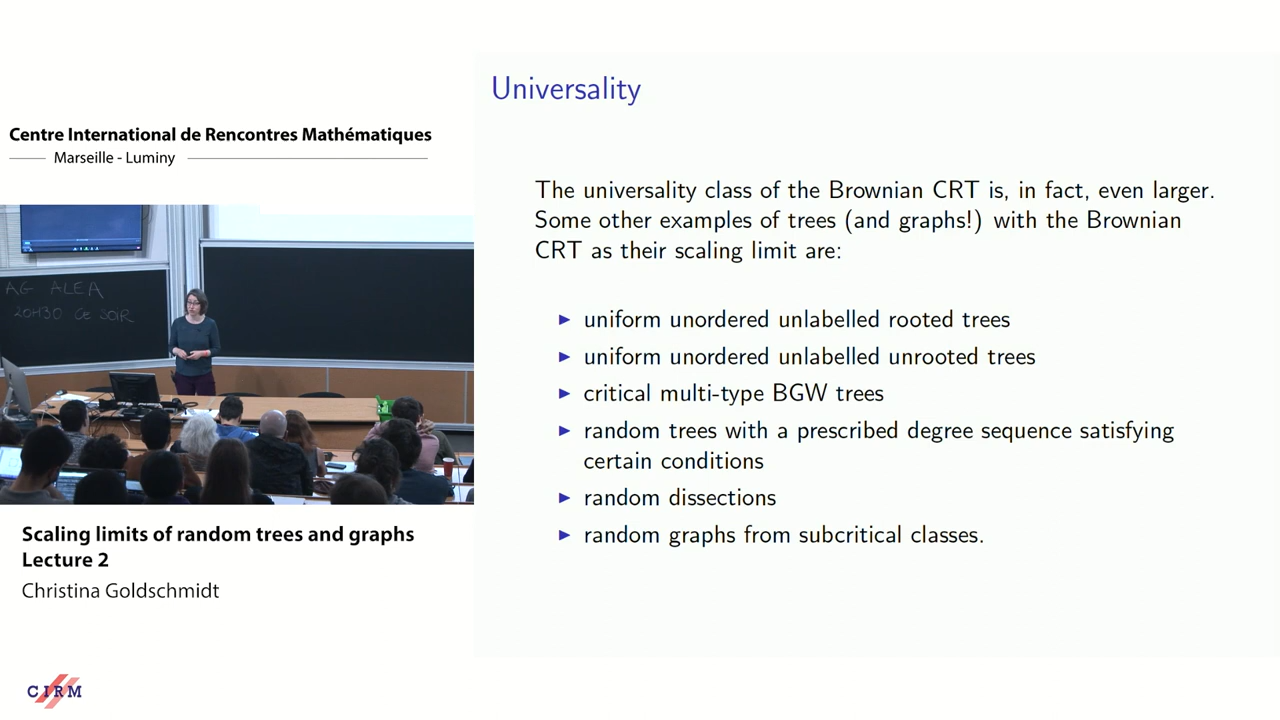 Centre International de Rencontres Mathématiques
Marseille - Luminy
AG ALEA
20H30 CE SOIR
Scaling limits of random trees and graphs
Lecture 2
Christina Goldschmidt
CIRM
Universality
The universality class of the Brownian CRT is, in fact, even larger.
Some other examples of trees (and graphs!) with the Brownian
CRT as their scaling limit are:
▶ uniform unordered unlabelled rooted trees
▶ uniform unordered unlabelled unrooted trees
▶ critical multi-type BGW trees
▶ random trees with a prescribed degree sequence satisfying
certain conditions
▶ random dissections
▶ random graphs from subcritical classes.